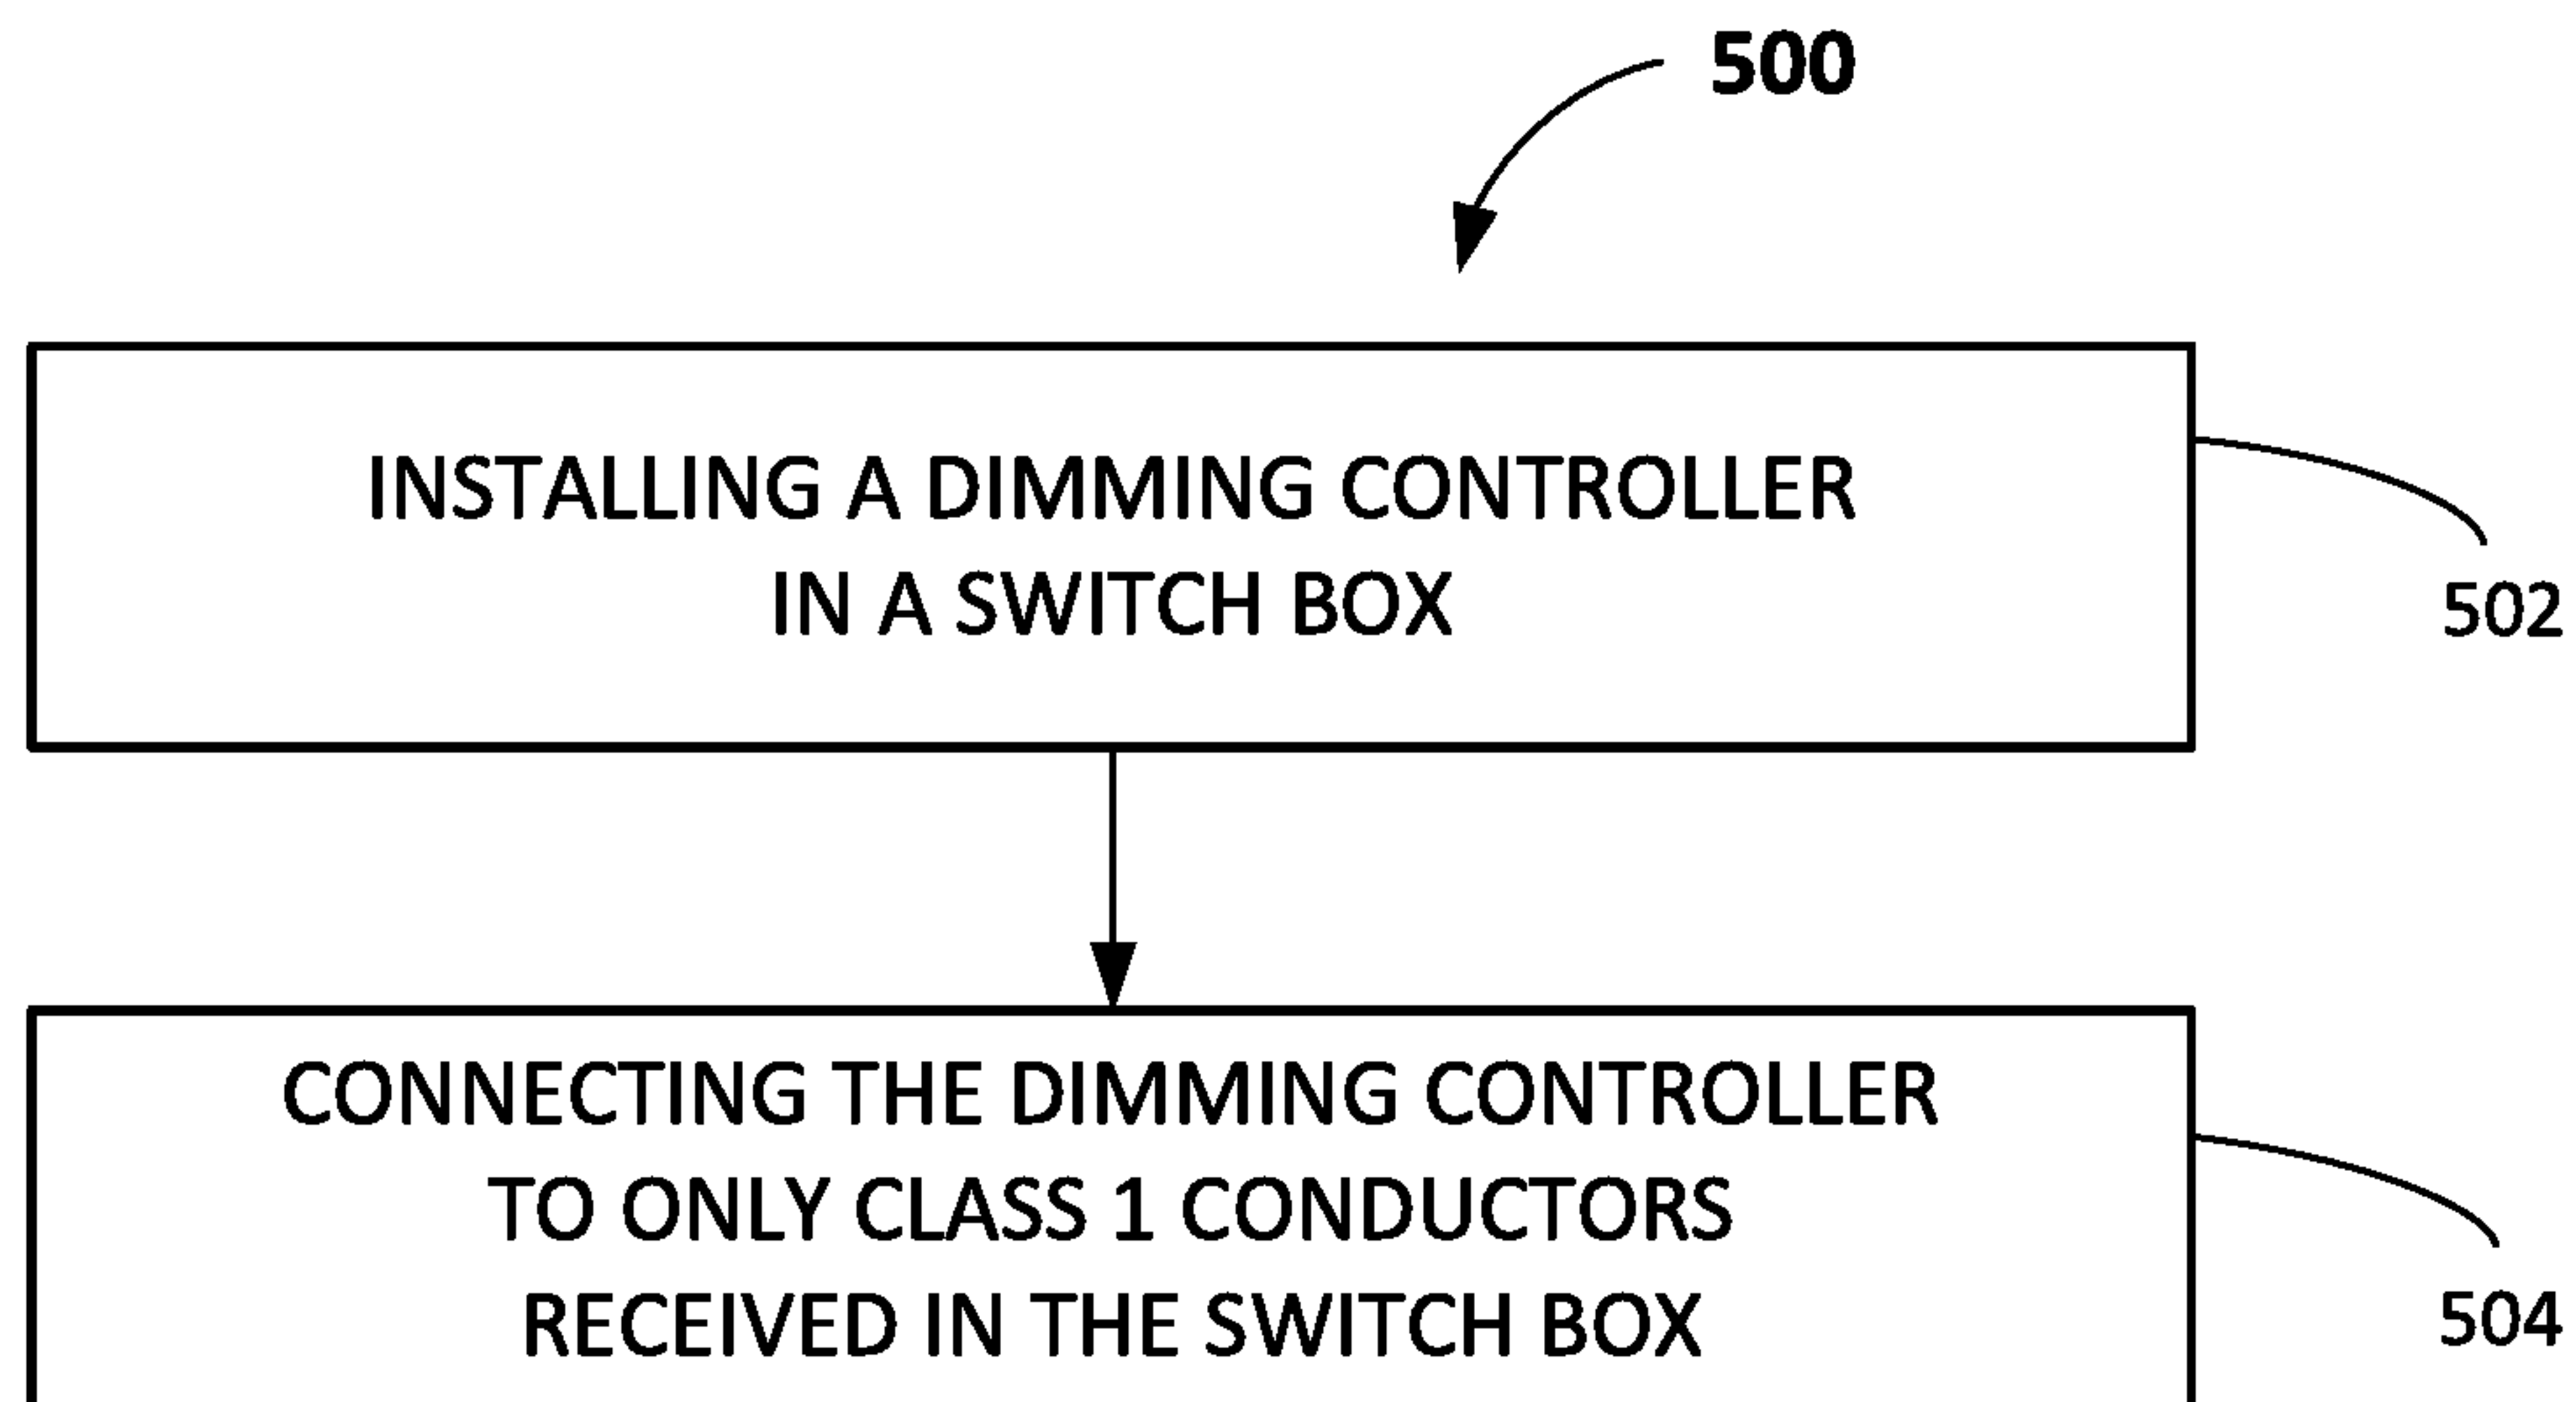 500
INSTALLING A DIMMING CONTROLLER
IN A SWITCH BOX
502
CONNECTING THE DIMMING CONTROLLER
TO ONLY CLASS 1 CONDUCTORS
RECEIVED IN THE SWITCH BOX
504